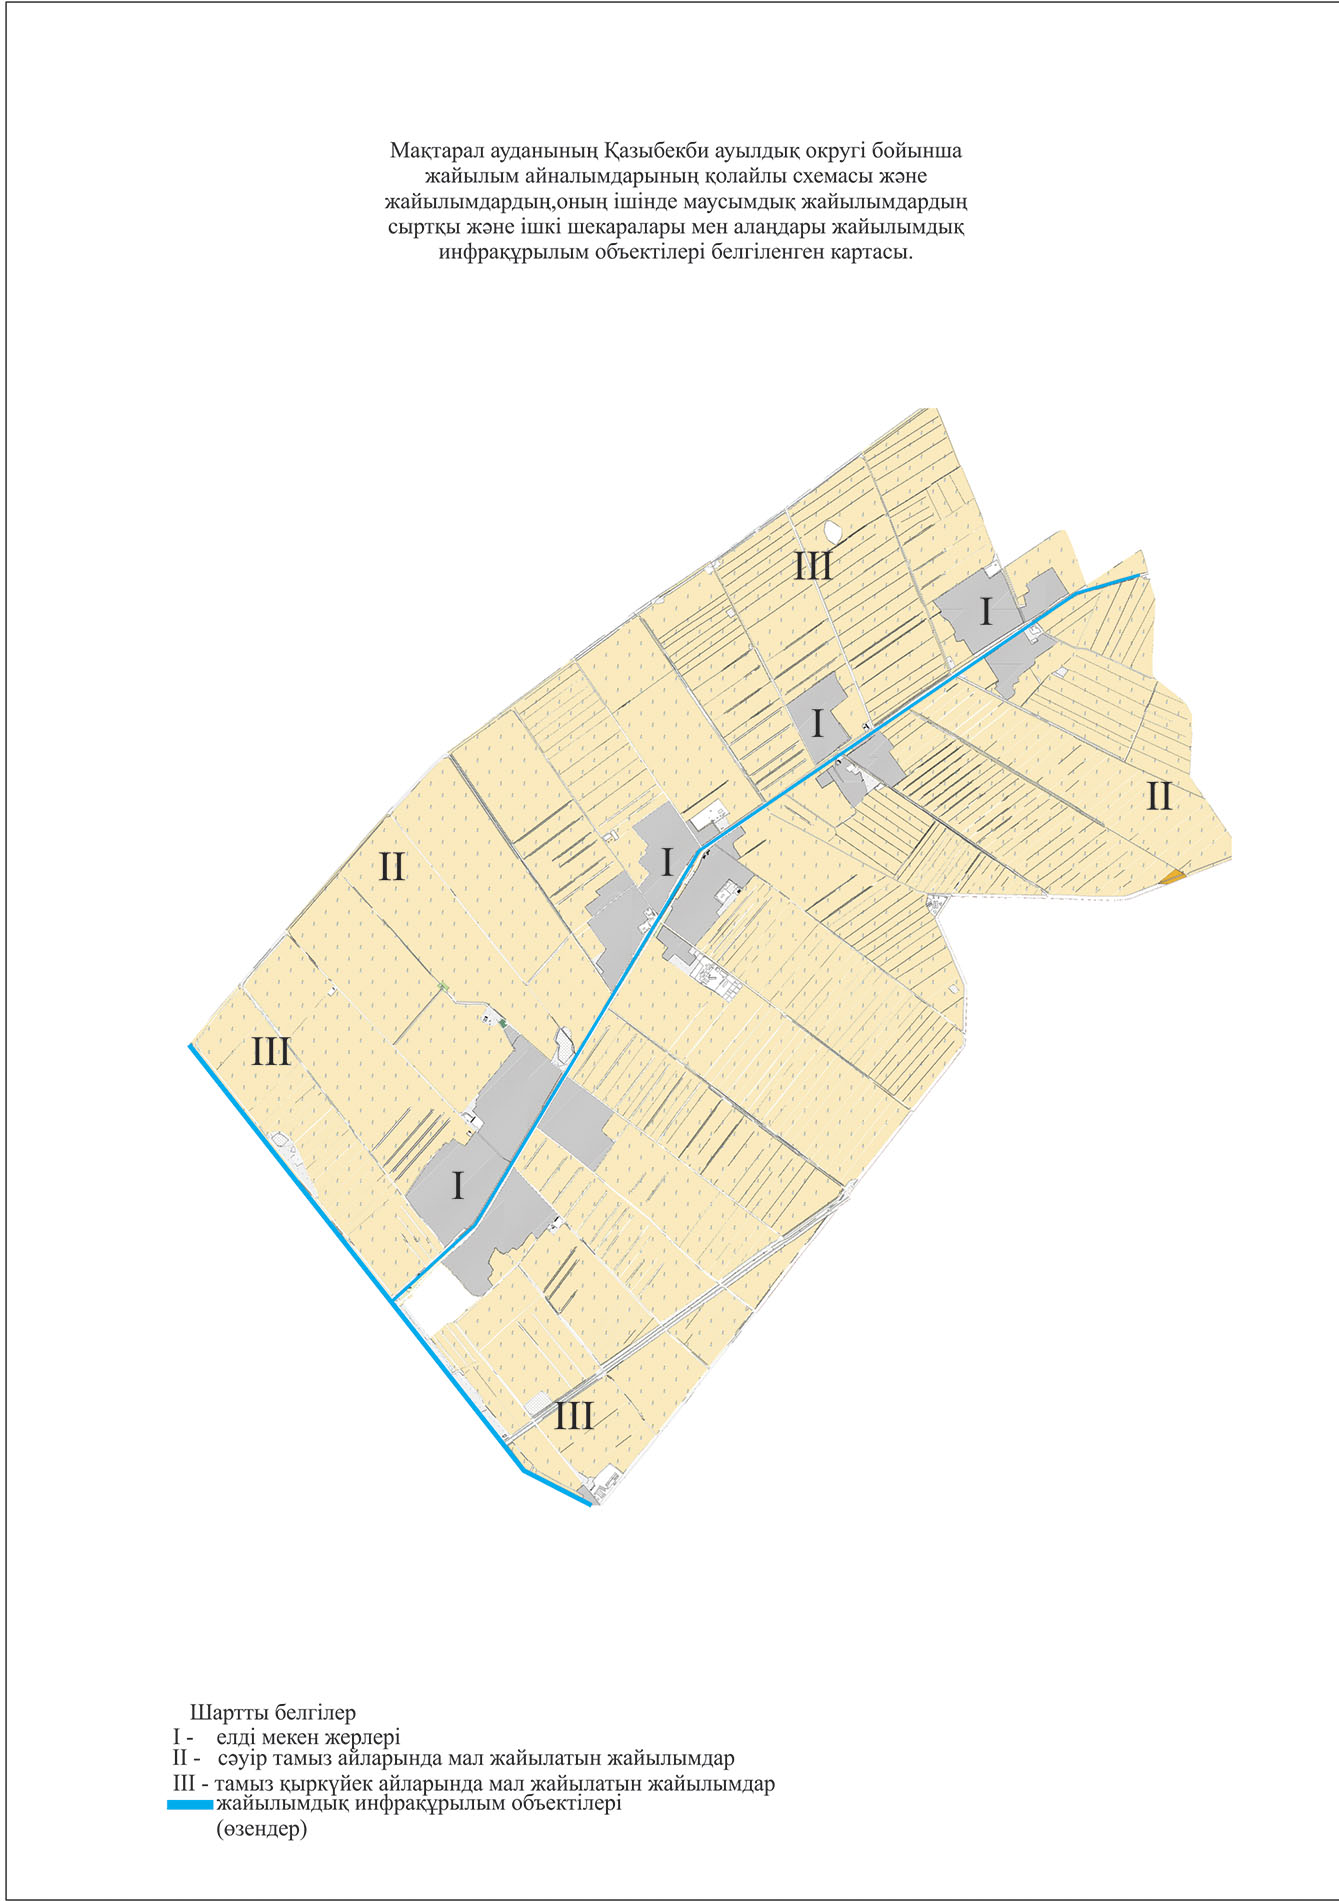 Мақтарал ауданының Қазыбекби ауылдық округі бойынша
жайылым айналымдарының қолайлы схемасы және
жайылымдардың,оның ішінде маусымдық жайылымдардың
сыртқы және ішкі шекаралары мен алаңдары жайылымдық
инфрақұрылым объектілері белгіленген картасы.
III
I
I
II
I
II
III
I
III
Шартты белгілер
I - елді мекен жерлері
II - сәуір тамыз айларында мал жайылатын жайылымдар
III - тамыз қыркүйек айларында мал жайылатын жайылымдар
жайылымдық инфрақұрылым объектілері
(өзендер)